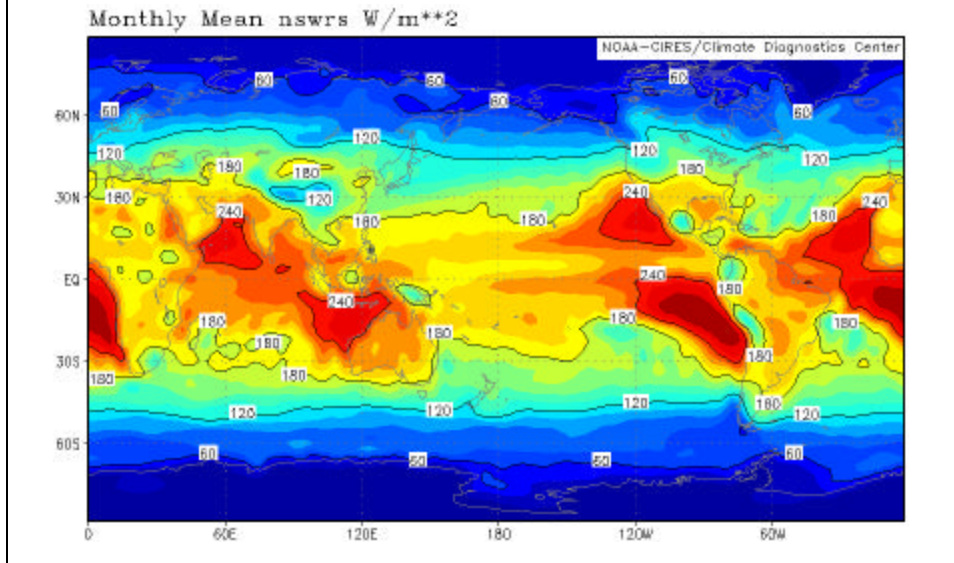 Monthly Mean nswrs W/m**2
NOAA-CIRES/Climate Diagnostics Center
60 60 60
60 60
60N
120
120 120 120
180 180 180
30N 180 120 240 240
240 180 180 180
EQ 240 180
240
180 180 180 180
180
30S 180
180 180
120 120 120 180 120
60S
60 60 60 60
0 60E 120E 180 120W 60W